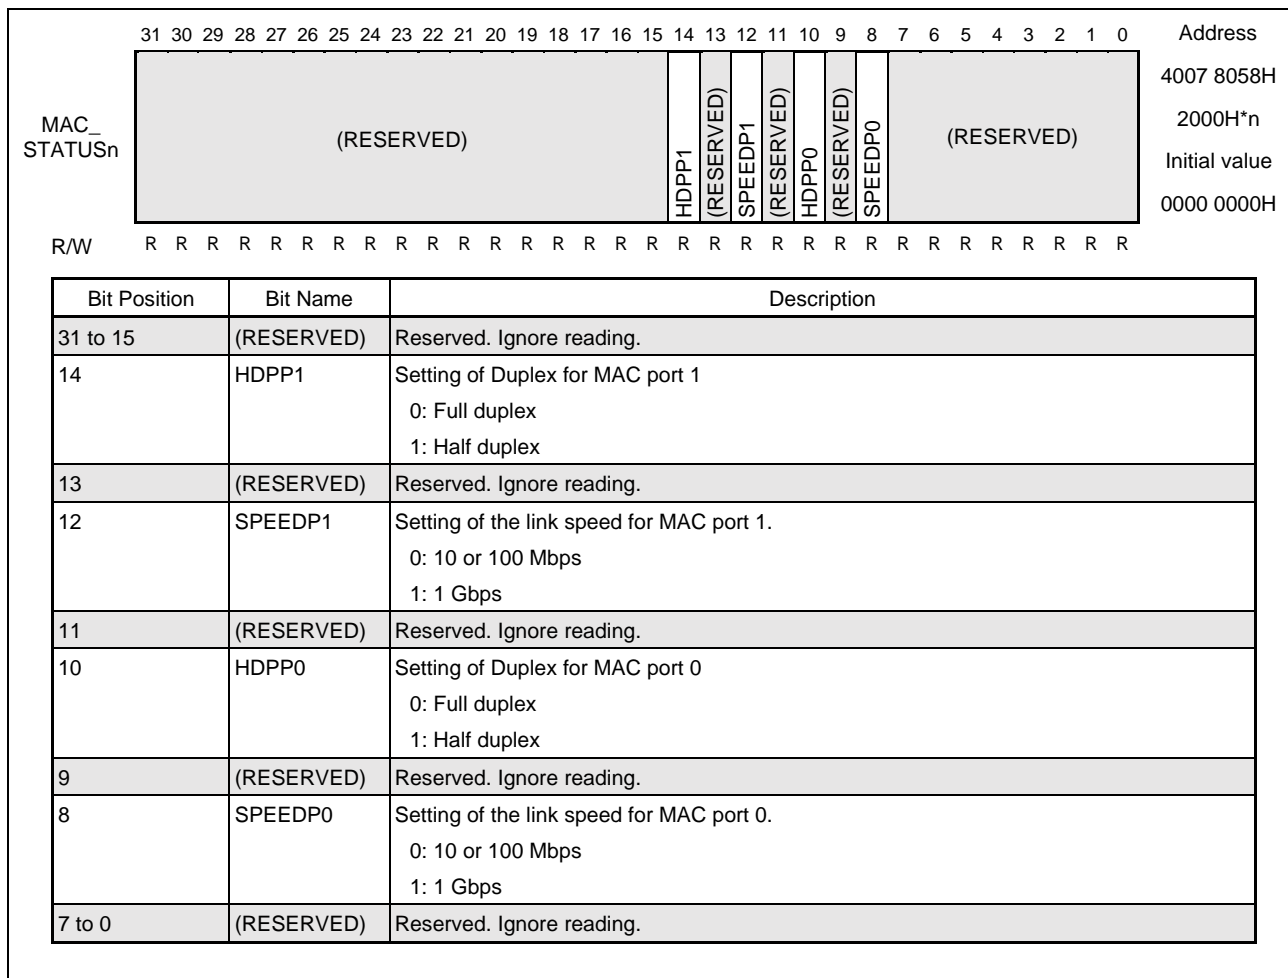 31 30 29 28 27 26 25 24 23 22 21 20 19 18 17 16 15 14 13 12 11 10 9 8 7 6 5 4 3 2 1 0 Address
4007 8058H
2000H*n
Initial value
0000 0000H
MAC_
STATUSn
(RESERVED)
HDPP1
(RESERVED)
SPEEDP1
(RESERVED)
HDPP0
(RESERVED)
SPEEDP0
(RESERVED)
R/W R R R R R R R R R R R R R R R R R R R R R R R R R R R R R R R R
Bit Position Bit Name Description
31 to 15 (RESERVED) Reserved. Ignore reading.
14 HDPP1 Setting of Duplex for MAC port 1
0: Full duplex
1: Half duplex
13 (RESERVED) Reserved. Ignore reading.
12 SPEEDP1 Setting of the link speed for MAC port 1.
0: 10 or 100 Mbps
1: 1 Gbps
11 (RESERVED) Reserved. Ignore reading.
10 HDPP0 Setting of Duplex for MAC port 0
0: Full duplex
1: Half duplex
9 (RESERVED) Reserved. Ignore reading.
8 SPEEDP0 Setting of the link speed for MAC port 0.
0: 10 or 100 Mbps
1: 1 Gbps
7 to 0 (RESERVED) Reserved. Ignore reading.